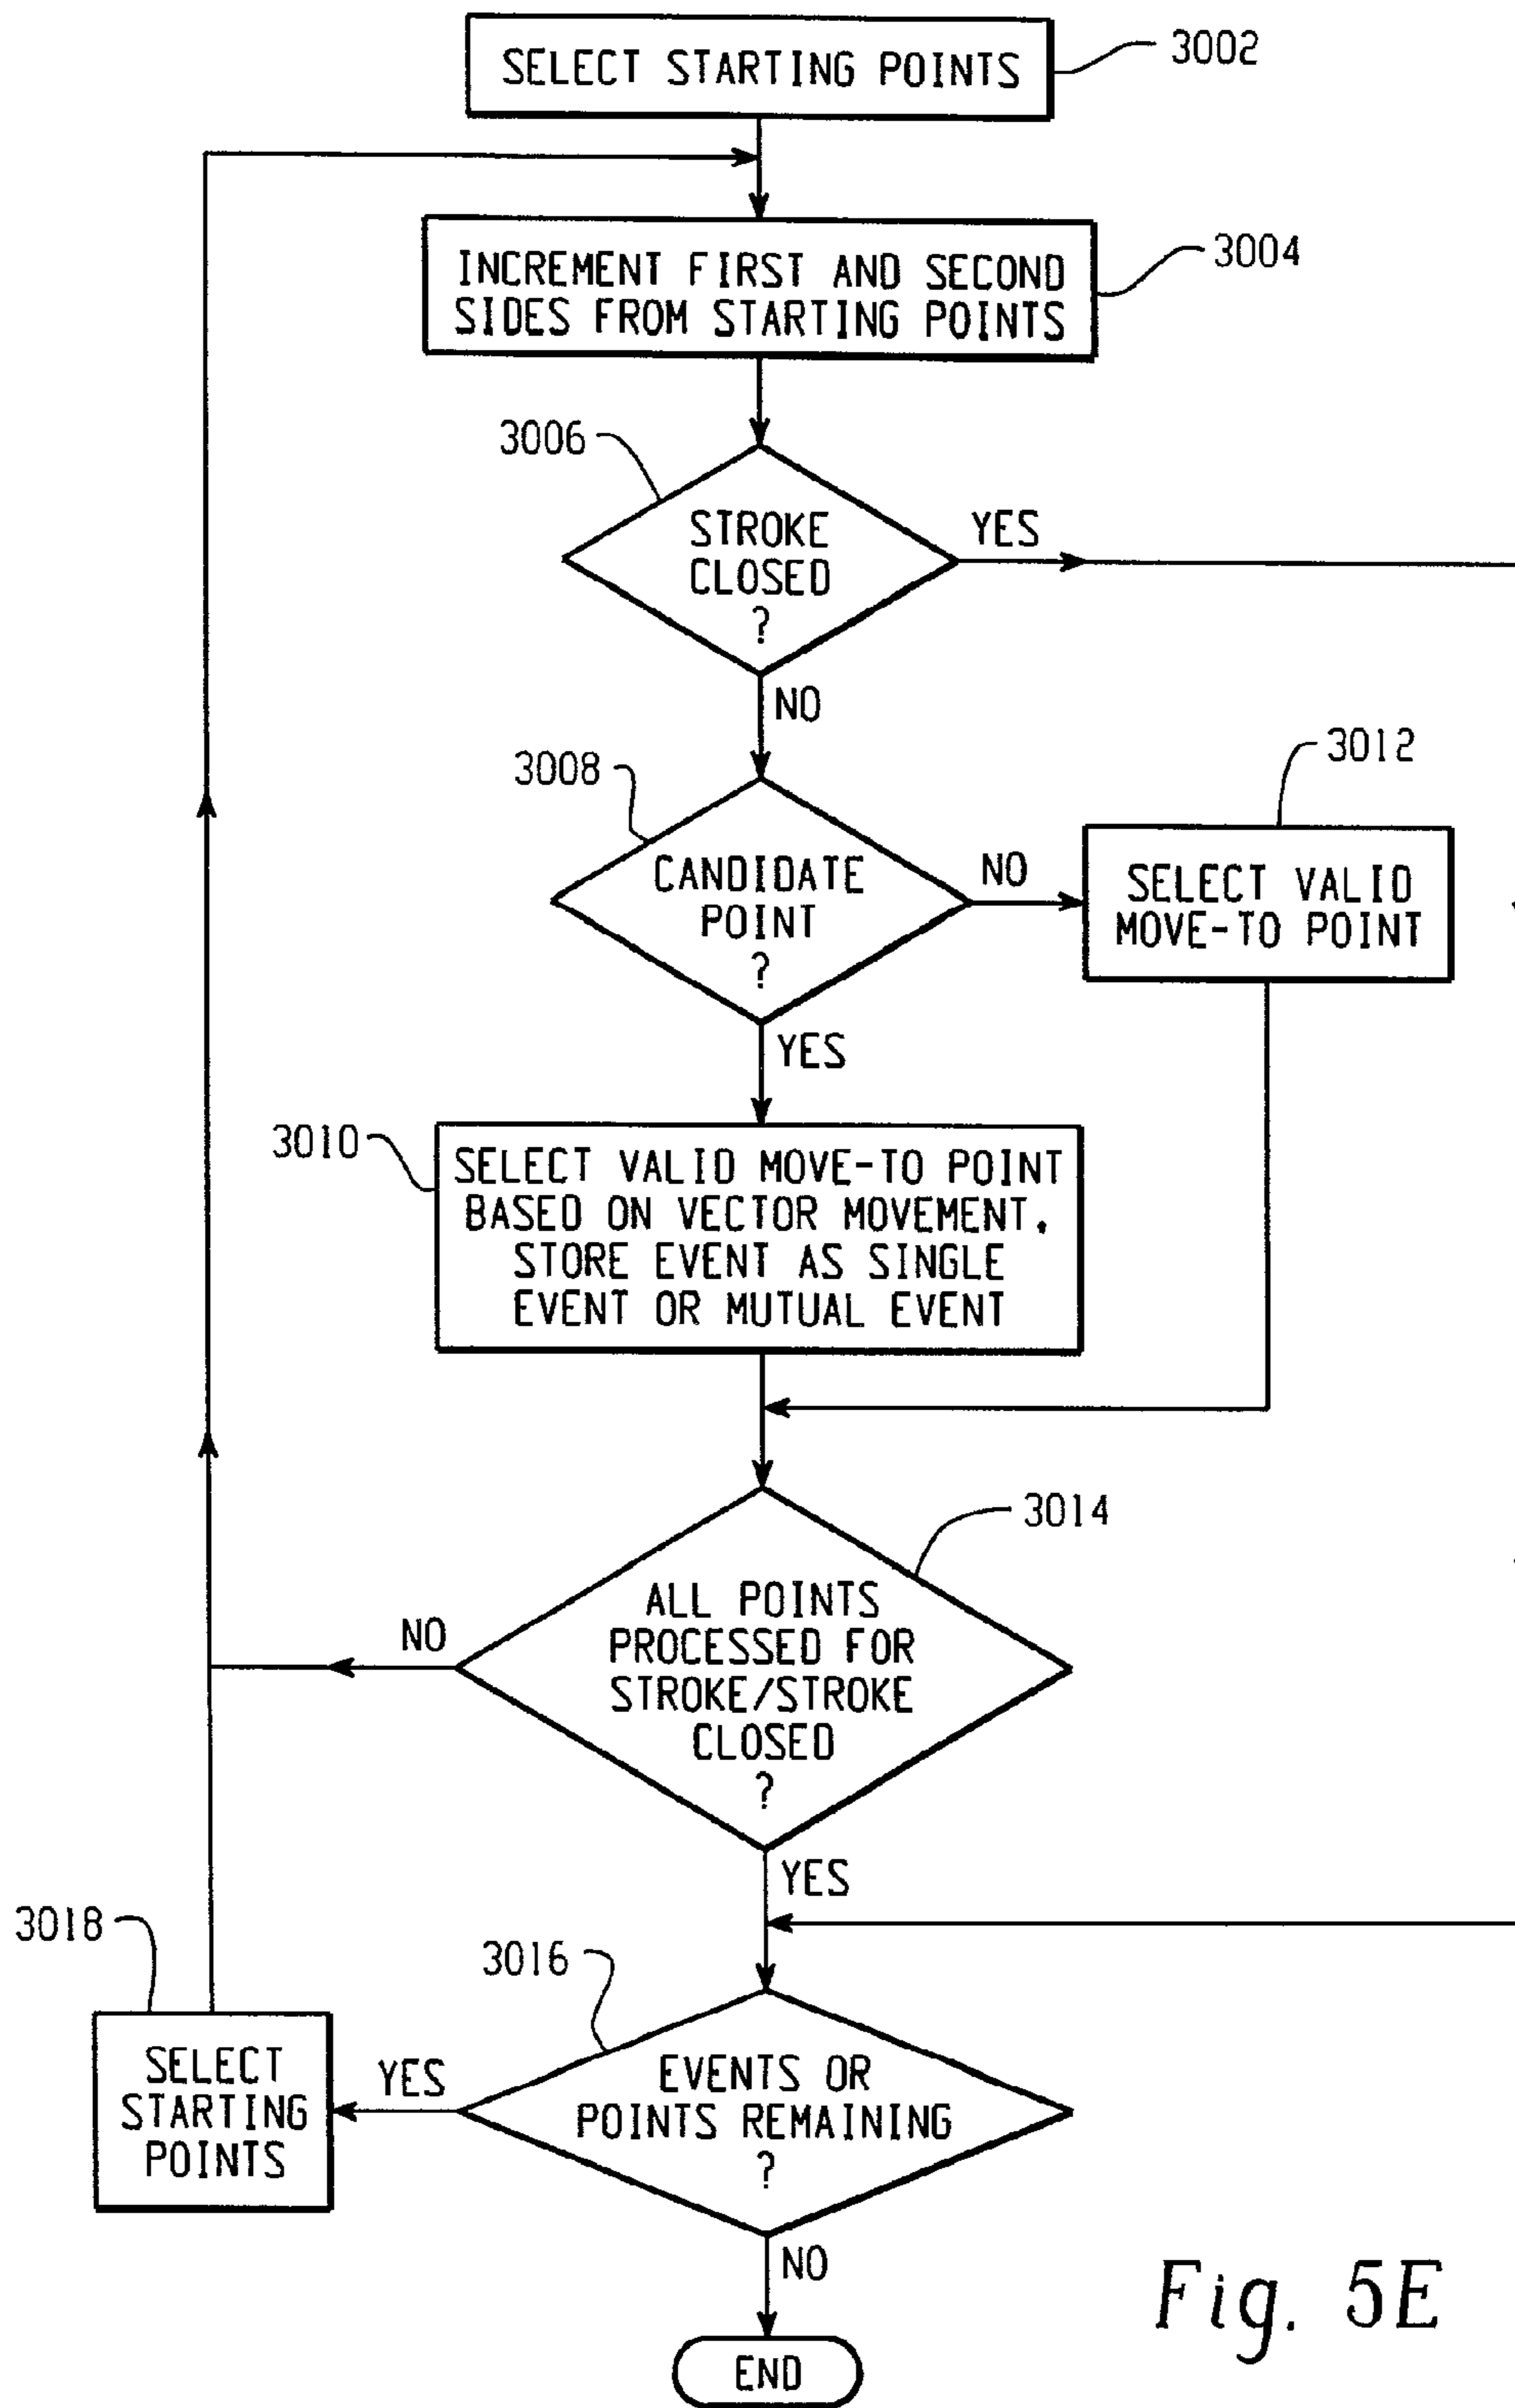 SELECT STARTING POINTS
3002
INCREMENT FIRST AND SECOND
SIDES FROM STARTING POINTS
3004
3006
STROKE
CLOSED
?
YES
NO
3008
CANDIDATE
POINT
?
NO
3012
SELECT VALID
MOVE-TO POINT
YES
3010
SELECT VALID MOVE-TO POINT
BASED ON VECTOR MOVEMENT.
STORE EVENT AS SINGLE
EVENT OR MUTUAL EVENT
3014
ALL POINTS
PROCESSED FOR
STROKE/STROKE
CLOSED
?
NO
YES
3018
3016
SELECT
STARTING
POINTS
YES
EVENTS OR
POINTS REMAINING
?
NO
END
Fig. 5E